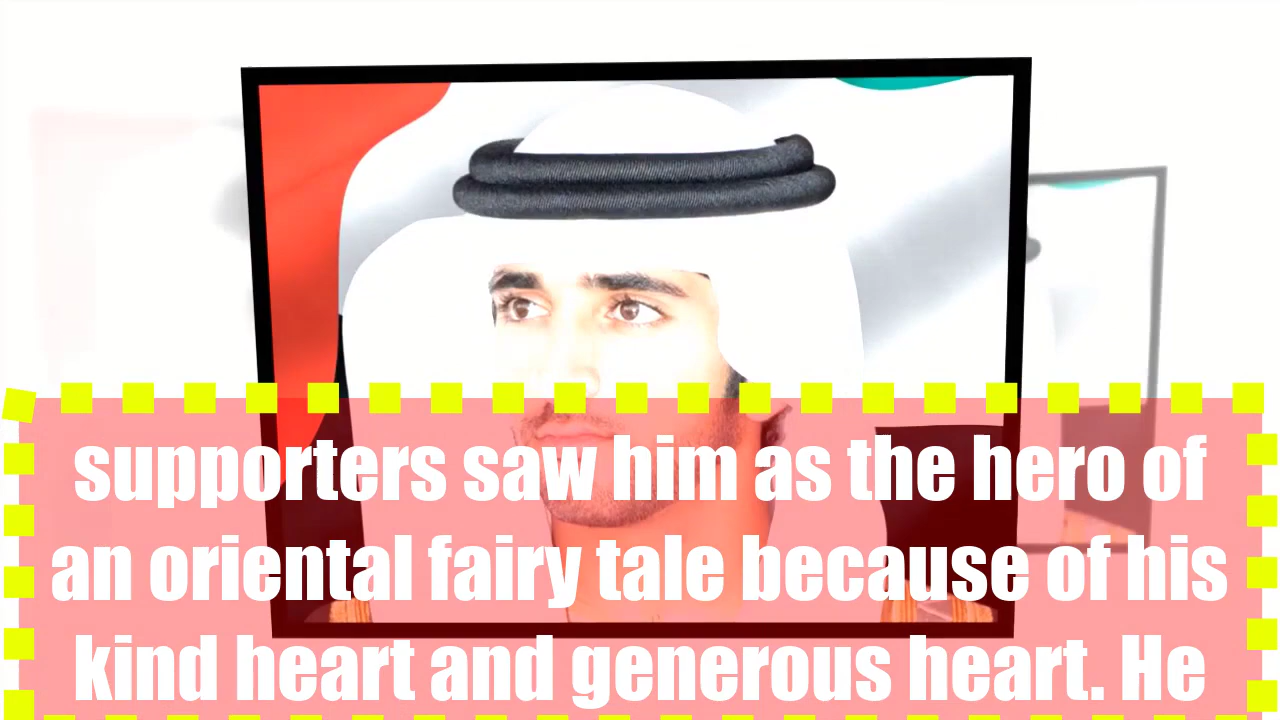 supporters saw him as the hero of
an oriental fairy tale because of his
kind heart and generous heart. He